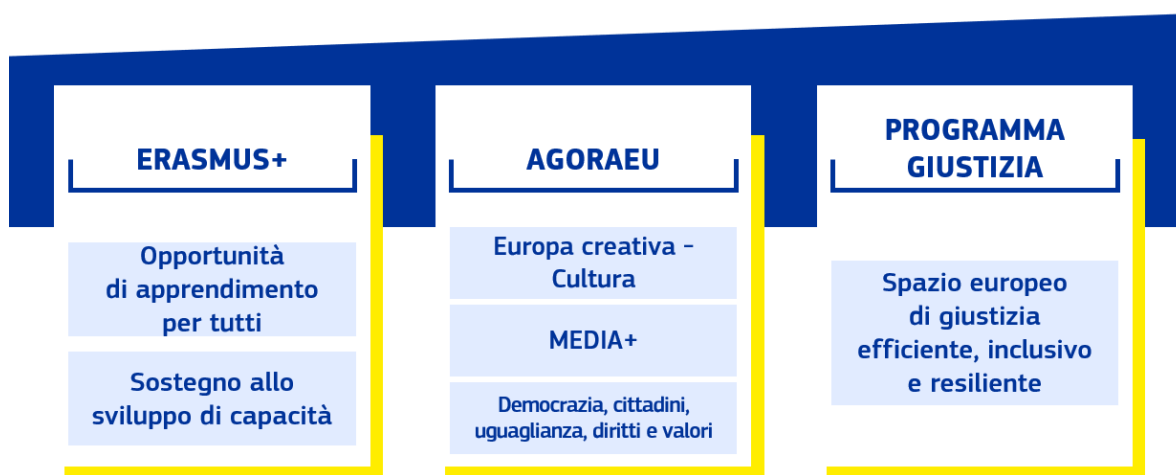 ERASMUS+
Opportunità
di apprendimento
per tutti
Sostegno allo
sviluppo di capacità
AGORAEU
Europa creativa -
Cultura
MEDIA+
Democrazia, cittadini,
uguaglianza, diritti e valori
PROGRAMMA
GIUSTIZIA
Spazio europeo
di giustizia
efficiente, inclusivo
e resiliente